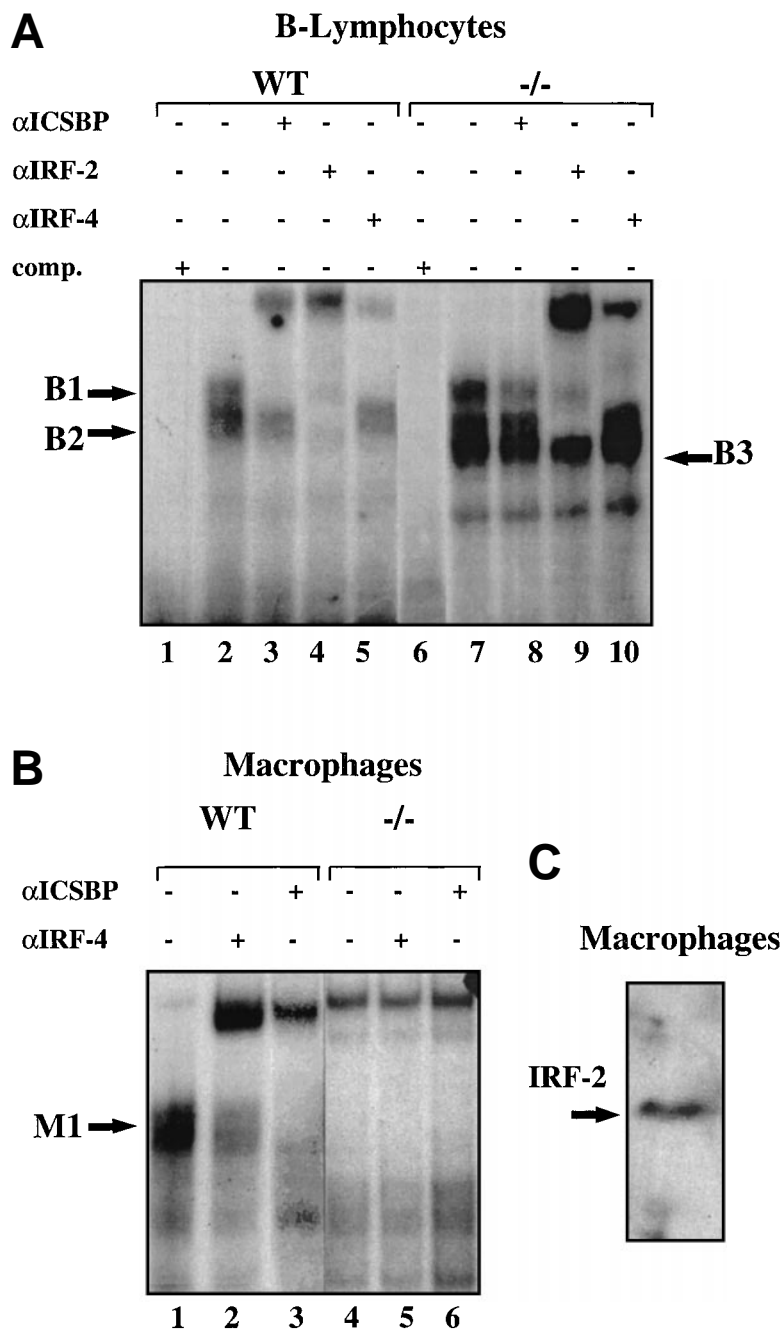 A
B-Lymphocytes
WT -/-
αICSBP - - + - - - - + - -
αIRF-2 - - - + - - - - + -
αIRF-4 - - - - + - - - - +
comp. + - - - - + - - - -
B1
B2
B3
1 2 3 4 5 6 7 8 9 10
B
Macrophages
WT -/-
αICSBP - - + - - +
αIRF-4 - + - - + -
M1
1 2 3 4 5 6
C
Macrophages
IRF-2